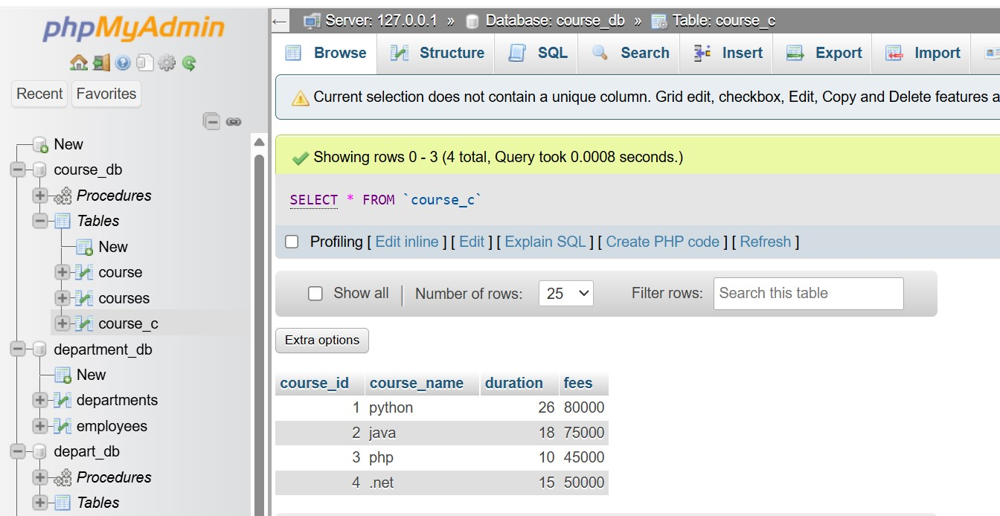 phpMyAdmin
Recent Favorites
New
course_db
Procedures
Tables
New
course
courses
course_c
department_db
New
departments
employees
depart_db
Procedures
Tables
← Server: 127.0.0.1 » Database: course_db » Table: course_c
Browse Structure SQL Search Insert Export Import
Current selection does not contain a unique column. Grid edit, checkbox, Edit, Copy and Delete features a
Showing rows 0 - 3 (4 total, Query took 0.0008 seconds.)
SELECT * FROM `course_c`
Profiling [ Edit inline ] [ Edit ] [ Explain SQL ] [ Create PHP code ] [ Refresh ]
Show all | Number of rows: 25 Filter rows: Search this table
Extra options
course_id course_name duration fees
1 python 26 80000
2 java 18 75000
3 php 10 45000
4 .net 15 50000